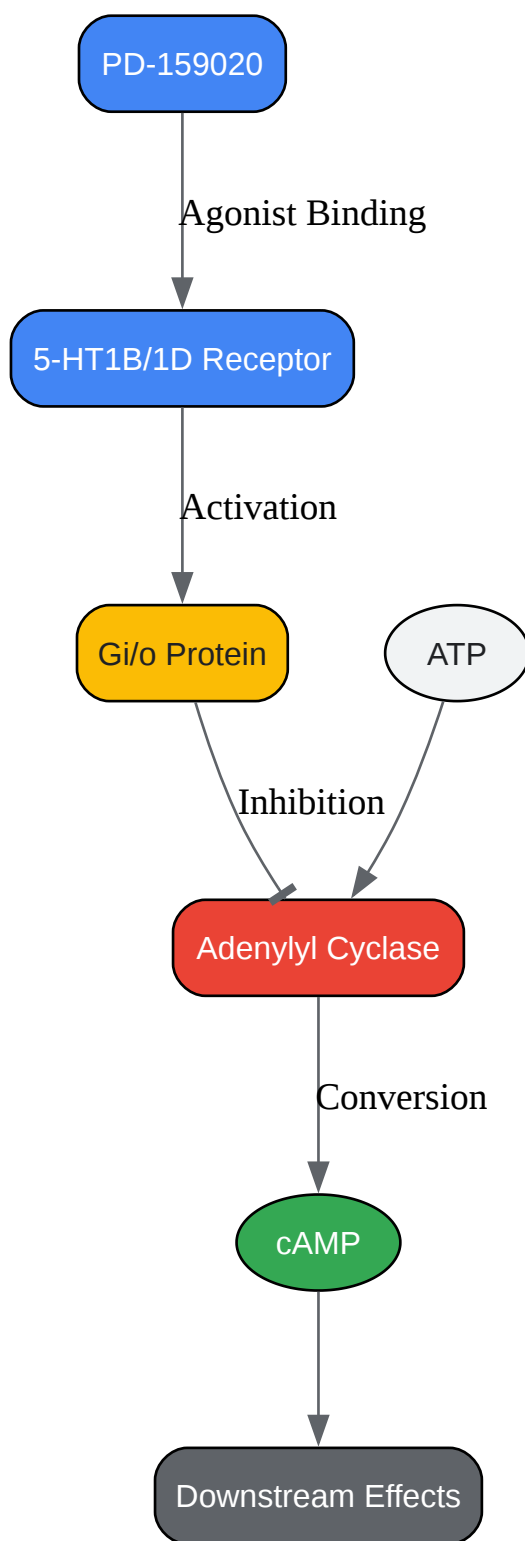 PD-159020
Agonist Binding
5-HT1B/1D Receptor
Activation
Gi/o Protein
ATP
Inhibition
Adenylyl Cyclase
Conversion
cAMP
Downstream Effects